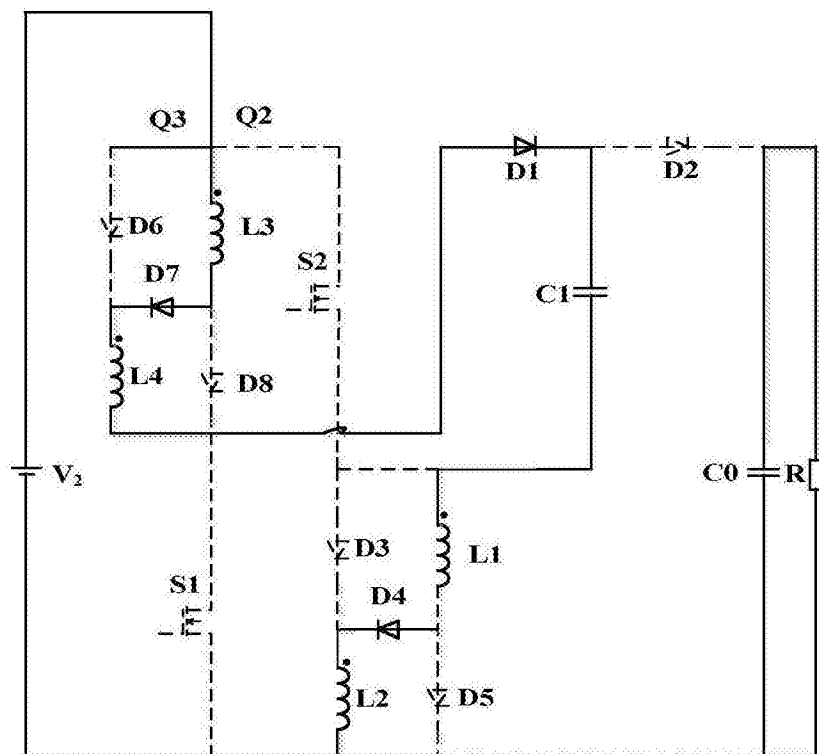 Q3 Q2
D1 D2
D6 L3
S2
D7
C1
L4 D8
V₂ C0 R
D3 L1
S1 D4
L2 D5